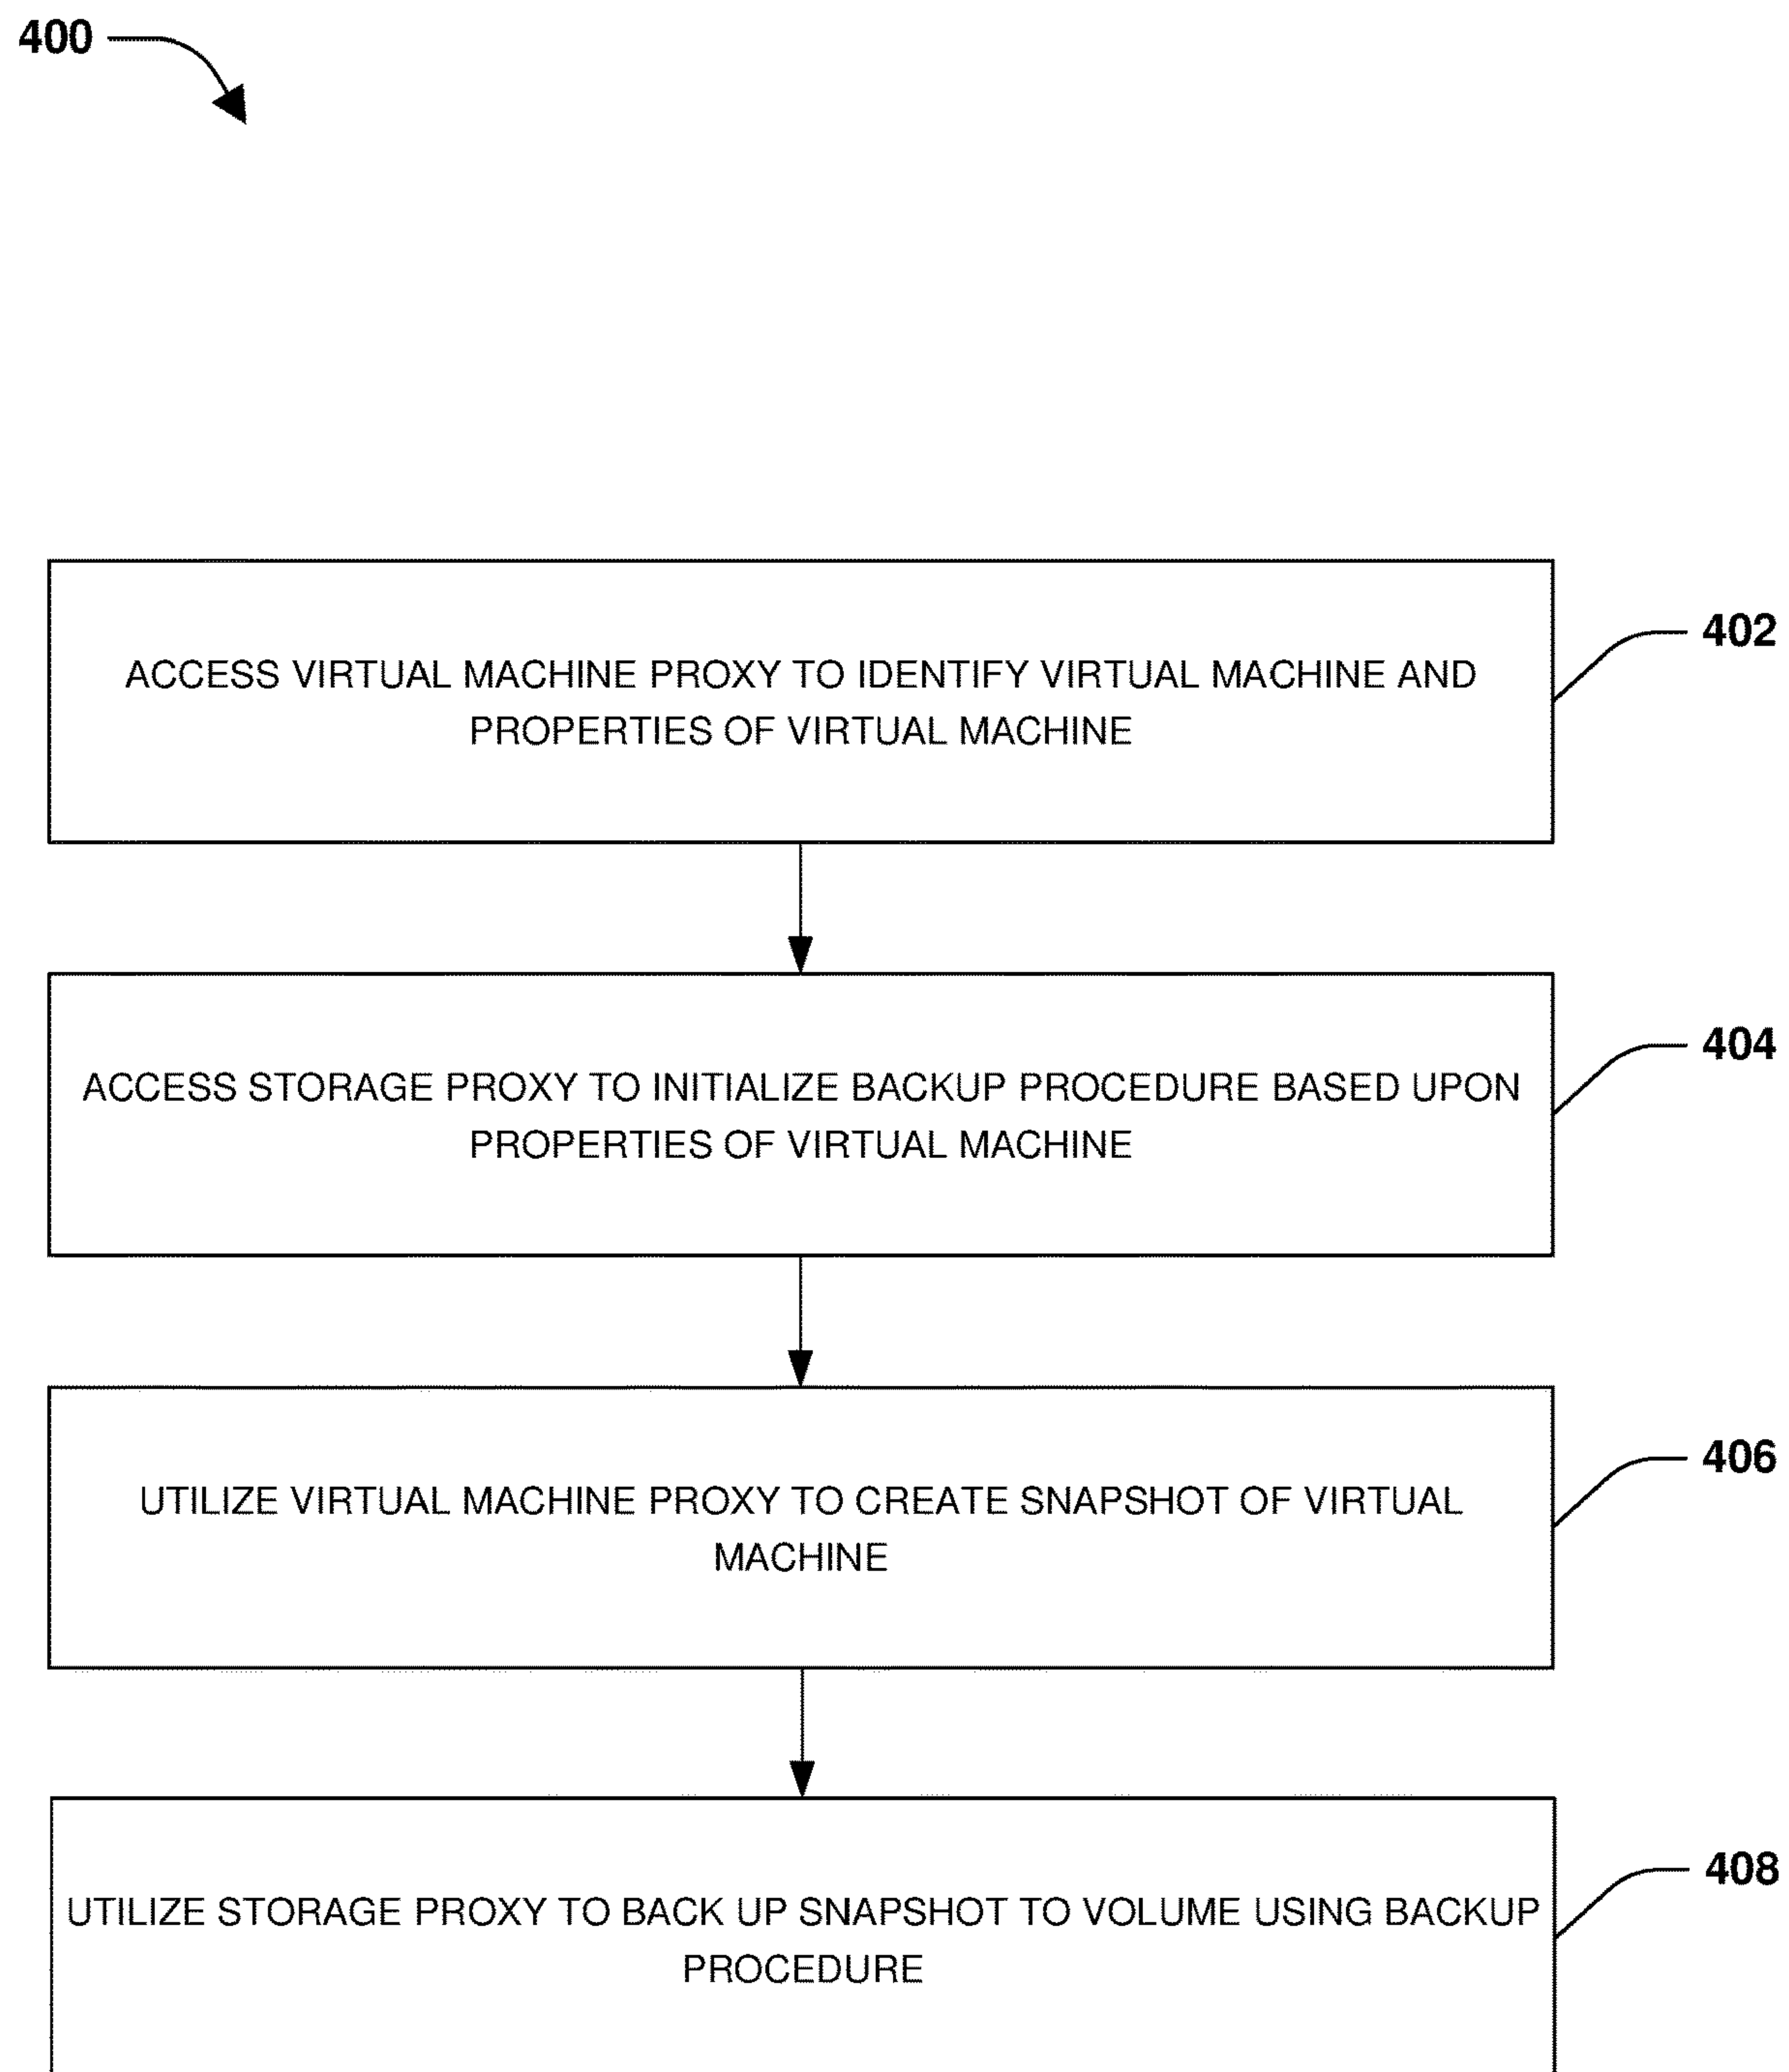 400
ACCESS VIRTUAL MACHINE PROXY TO IDENTIFY VIRTUAL MACHINE AND
PROPERTIES OF VIRTUAL MACHINE
402
ACCESS STORAGE PROXY TO INITIALIZE BACKUP PROCEDURE BASED UPON
PROPERTIES OF VIRTUAL MACHINE
404
UTILIZE VIRTUAL MACHINE PROXY TO CREATE SNAPSHOT OF VIRTUAL
MACHINE
406
UTILIZE STORAGE PROXY TO BACK UP SNAPSHOT TO VOLUME USING BACKUP
PROCEDURE
408